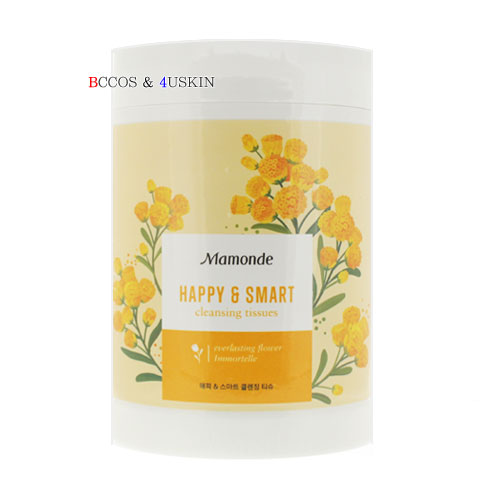 BCCOS & 4USKIN
Mamonde
HAPPY & SMART
cleansing tissues
everlasting flower
Immortelle
해피 & 스마트 클렌징 티슈